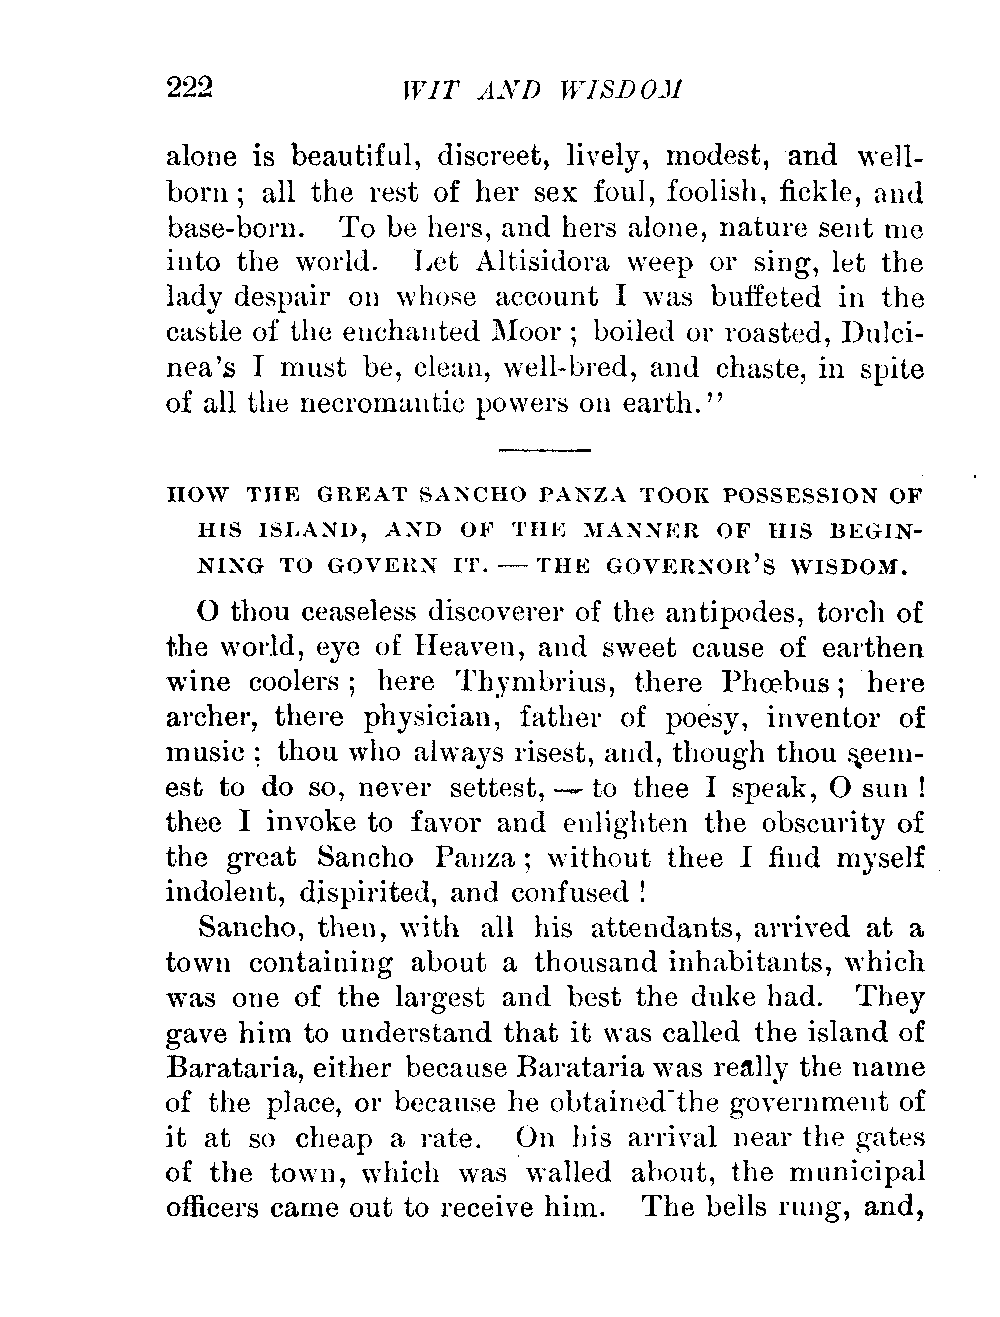 222 WIT AND WISDOM
alone is beautiful, discreet, lively, modest, and well-
born ; all the rest of her sex foul, foolish, fickle, and
base-born. To be hers, and hers alone, nature sent me
into the world. Let Altisidora weep or sing, let the
lady despair on whose account I was buffeted in the
castle of the enchanted Moor ; boiled or roasted, Dulci-
nea's I must be, clean, well-bred, and chaste, in spite
of all the necromantic powers on earth."
HOW THE GREAT SANCHO PANZA TOOK POSSESSION OF
HIS ISLAND, AND OF THE MANNER OF HIS BEGIN-
NING TO GOVERN IT. — THE GOVERNOR'S WISDOM.
O thou ceaseless discoverer of the antipodes, torch of
the world, eye of Heaven, and sweet cause of earthen
wine coolers ; here Thymbrius, there Phœbus ; here
archer, there physician, father of poesy, inventor of
music ; thou who always risest, and, though thou seem-
est to do so, never settest, — to thee I speak, O sun !
thee I invoke to favor and enlighten the obscurity of
the great Sancho Panza ; without thee I find myself
indolent, dispirited, and confused !
Sancho, then, with all his attendants, arrived at a
town containing about a thousand inhabitants, which
was one of the largest and best the duke had. They
gave him to understand that it was called the island of
Barataria, either because Barataria was really the name
of the place, or because he obtained the government of
it at so cheap a rate. On his arrival near the gates
of the town, which was walled about, the municipal
officers came out to receive him. The bells rung, and,